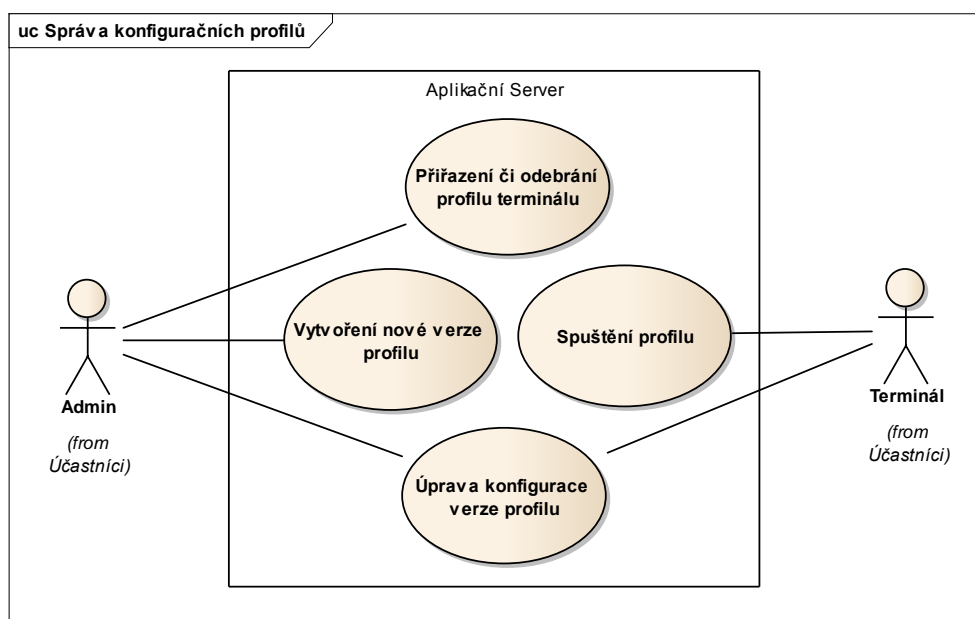 uc Správa konfiguračních profilů
Aplikační Server
Přiřazení či odebrání
profilu terminálu
Vytvoření nové verze
profilu
Spuštění profilu
Admin
(from
Účastníci)
Terminál
(from
Účastníci)
Úprava konfigurace
verze profilu